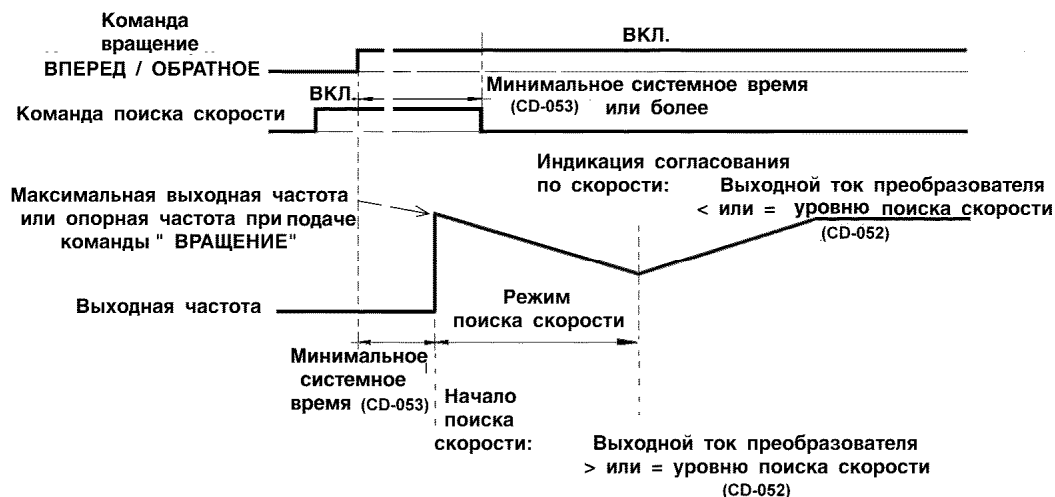 Команда
вращение
ВПЕРЕД / ОБРАТНОЕ
ВКЛ.
ВКЛ.
Минимальное системное время
(CD-053) или более
Команда поиска скорости
Индикация согласования
по скорости:
Выходной ток преобразователя
< или = уровню поиска скорости
(CD-052)
Максимальная выходная частота
или опорная частота при подаче
команды " ВРАЩЕНИЕ"
Выходная частота
Режим
поиска скорости
Минимальное
системное
время (CD-053)
Начало
поиска
скорости:
Выходной ток преобразователя
> или = уровню поиска скорости
(CD-052)